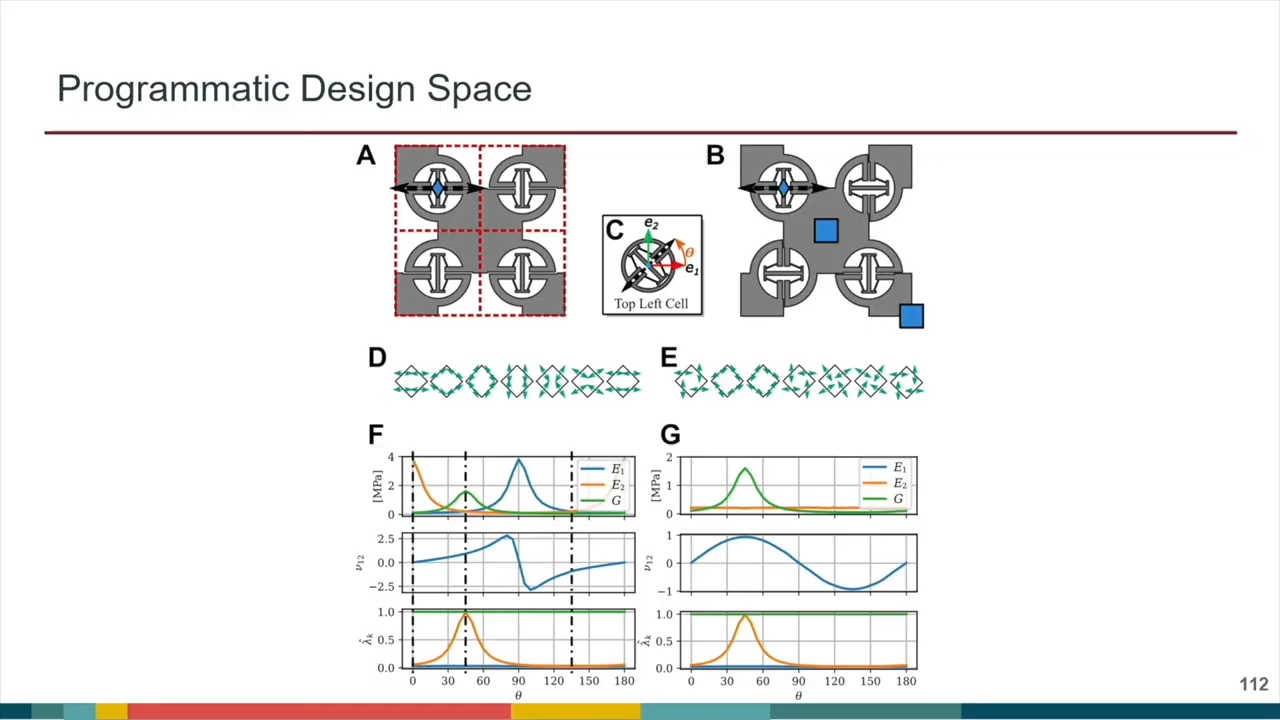 Programmatic Design Space
A
B
C
e₂
θ
e₁
Top Left Cell
D
E
F
G
4
2
0
[MPa]
E₁
E₂
G
2
1
0
[MPa]
E₁
E₂
G
2.5
0.0
−2.5
ν₁₂
1
0
−1
ν₁₂
1.0
0.5
0.0
λ̂ₖ
0 30 60 90 120 150 180
θ
1.0
0.5
0.0
λ̂ₖ
0 30 60 90 120 150 180
θ
112